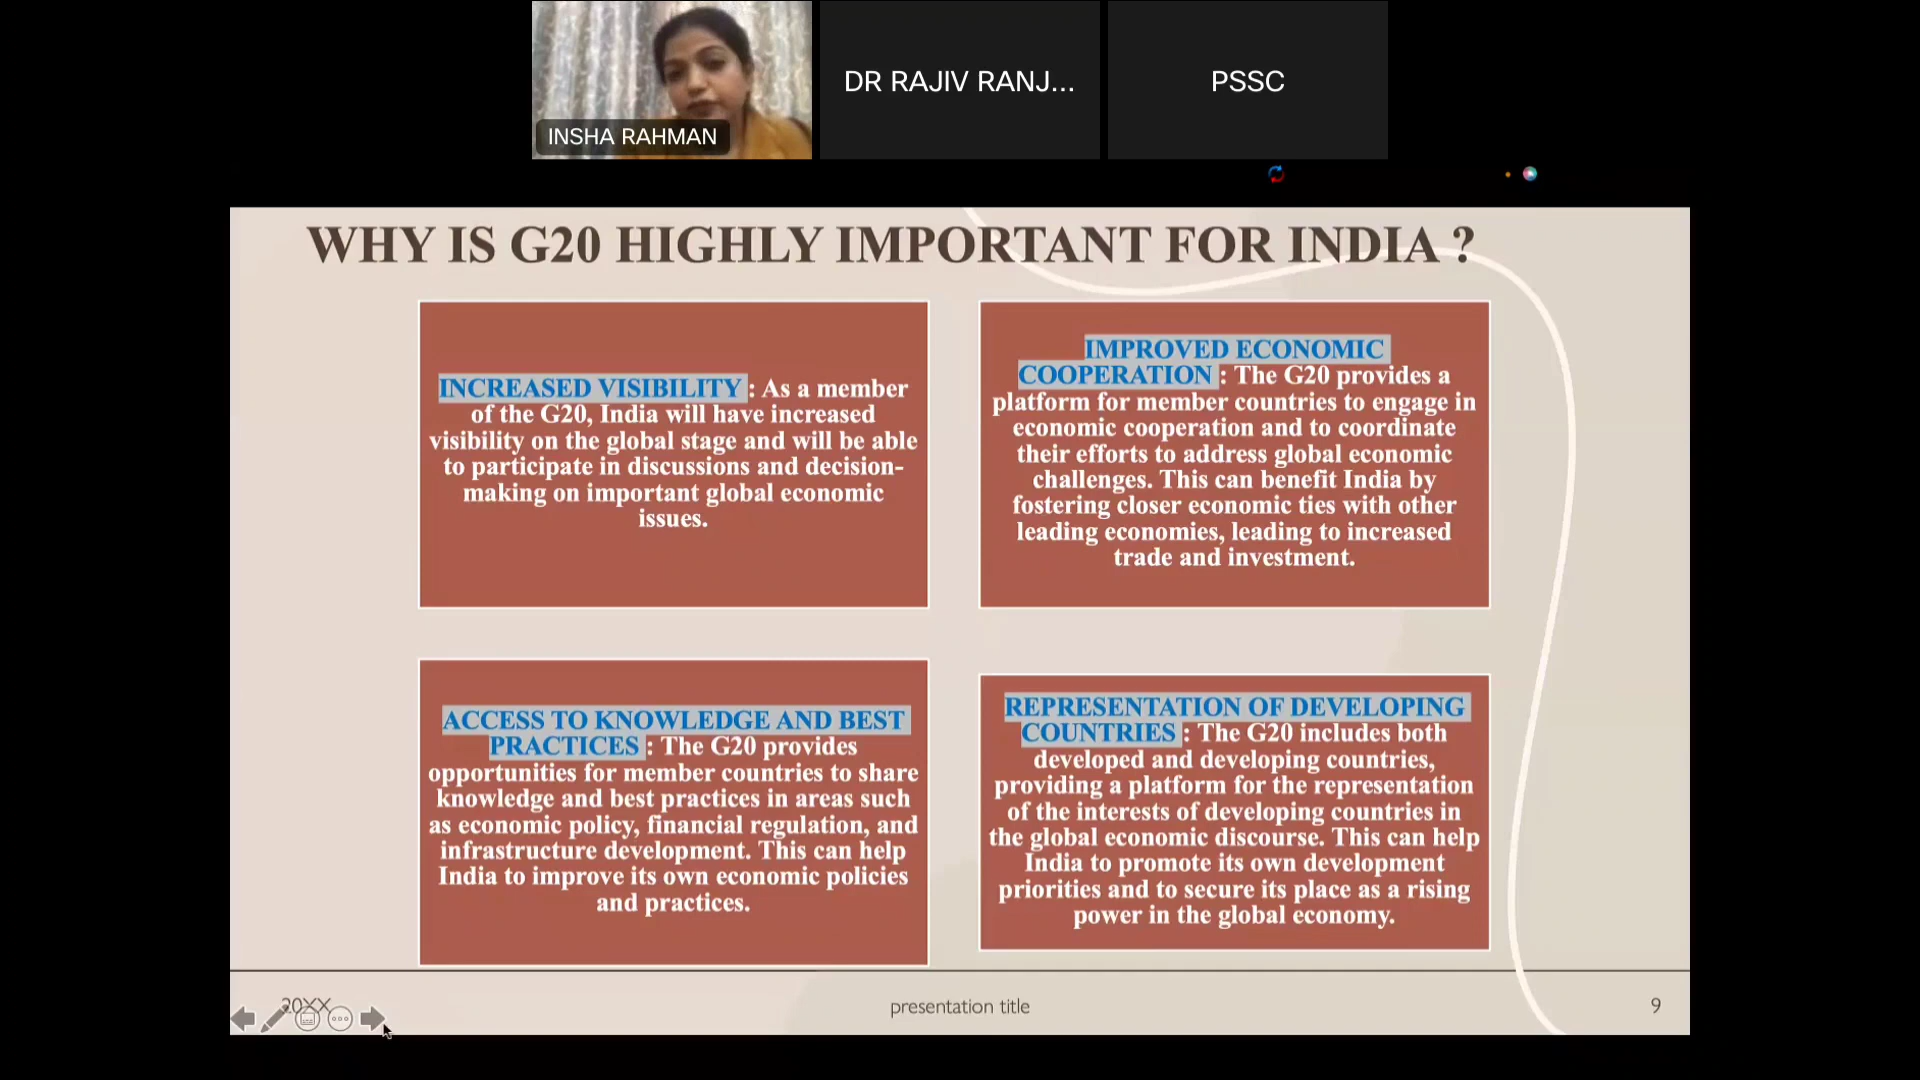 INSHA RAHMAN
DR RAJIV RANJ...
PSSC
WHY IS G20 HIGHLY IMPORTANT FOR INDIA ?
INCREASED VISIBILITY : As a member
of the G20, India will have increased
visibility on the global stage and will be able
to participate in discussions and decision-
making on important global economic
issues.
IMPROVED ECONOMIC
COOPERATION : The G20 provides a
platform for member countries to engage in
economic cooperation and to coordinate
their efforts to address global economic
challenges. This can benefit India by
fostering closer economic ties with other
leading economies, leading to increased
trade and investment.
ACCESS TO KNOWLEDGE AND BEST
PRACTICES : The G20 provides
opportunities for member countries to share
knowledge and best practices in areas such
as economic policy, financial regulation, and
infrastructure development. This can help
India to improve its own economic policies
and practices.
REPRESENTATION OF DEVELOPING
COUNTRIES : The G20 includes both
developed and developing countries,
providing a platform for the representation
of the interests of developing countries in
the global economic discourse. This can help
India to promote its own development
priorities and to secure its place as a rising
power in the global economy.
20XX
presentation title
9